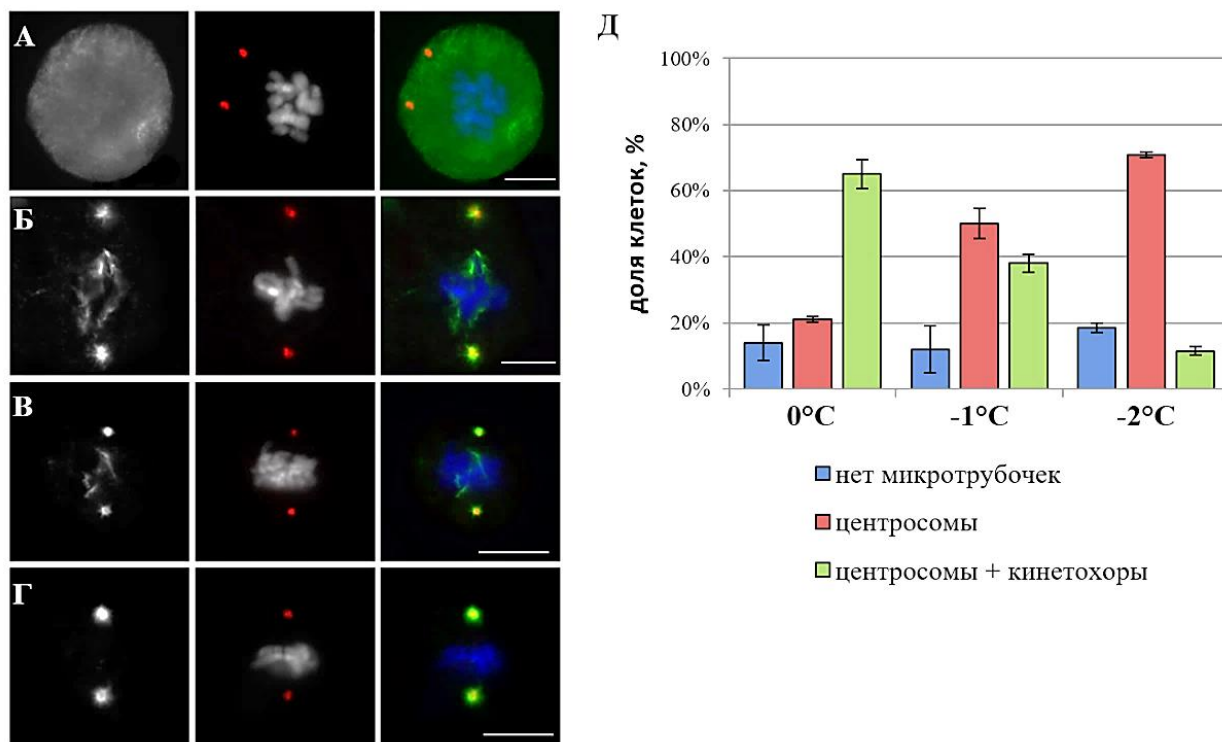 А
Б
В
Г
Д
доля клеток, %
100%
80%
60%
40%
20%
0%
0°C -1°C -2°C
нет микротрубочек
центросомы
центросомы + кинетохоры